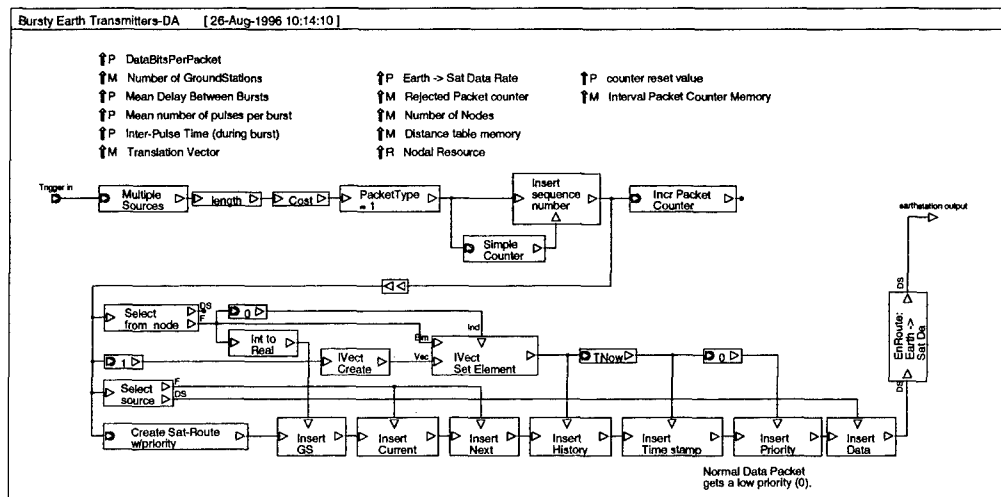 Bursty Earth Transmitters-DA [ 26-Aug-1996 10:14:10 ]
⇑P DataBitsPerPacket
⇑M Number of GroundStations
⇑P Mean Delay Between Bursts
⇑P Mean number of pulses per burst
⇑P Inter-Pulse Time (during burst)
⇑M Translation Vector
⇑P Earth -> Sat Data Rate
⇑M Rejected Packet counter
⇑M Number of Nodes
⇑M Distance table memory
⇑R Nodal Resource
⇑P counter reset value
⇑M Interval Packet Counter Memory
Trigger in
Multiple
Sources
length
Cost
PacketType
= 1
Insert
sequence
number
Incr Packet
Counter
Simple
Counter
earthstation output
DS
EnRoute:
Earth ->
Sat Da
DS
Select
from node
DS
F
0
Int to
Real
Ind
Elm
Vec
IVect
Set Element
TNow
0
1
IVect
Create
Select
source
F
DS
Create Sat-Route
w/priority
Insert
GS
Insert
Current
Insert
Next
Insert
History
Insert
Time stamp
Insert
Priority
Insert
Data
Normal Data Packet
gets a low priority (0).